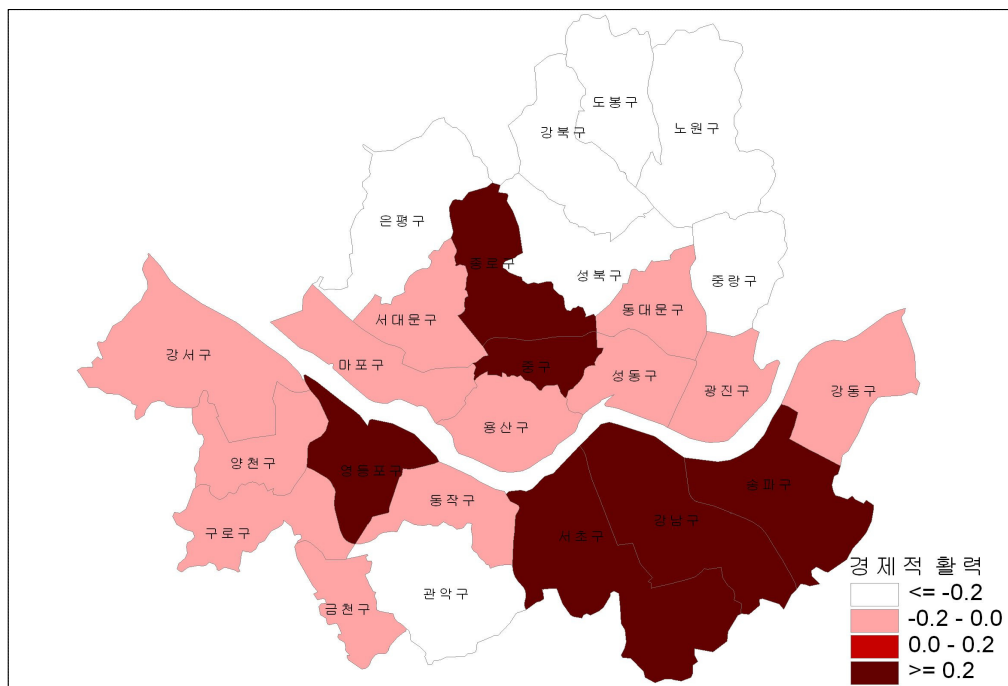 도봉구
강북구
노원구
은평구
종로구
성북구
중랑구
동대문구
서대문구
강서구
마포구
중구
성동구
광진구
강동구
용산구
양천구
영등포구
동작구
송파구
구로구
서초구
강남구
금천구
관악구
경제적 활력
<= -0.2
-0.2 - 0.0
0.0 - 0.2
>= 0.2